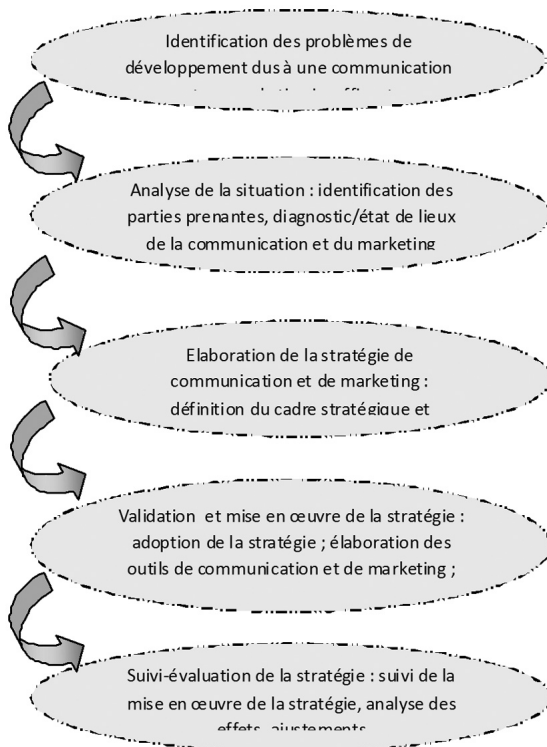 Identification des problèmes de
développement dus à une communication
Analyse de la situation : identification des
parties prenantes, diagnostic/état de lieux
de la communication et du marketing
Elaboration de la stratégie de
communication et de marketing :
définition du cadre stratégique et
Validation et mise en œuvre de la stratégie :
adoption de la stratégie ; élaboration des
outils de communication et de marketing ;
Suivi-évaluation de la stratégie : suivi de la
mise en œuvre de la stratégie, analyse des
effets, ajustements